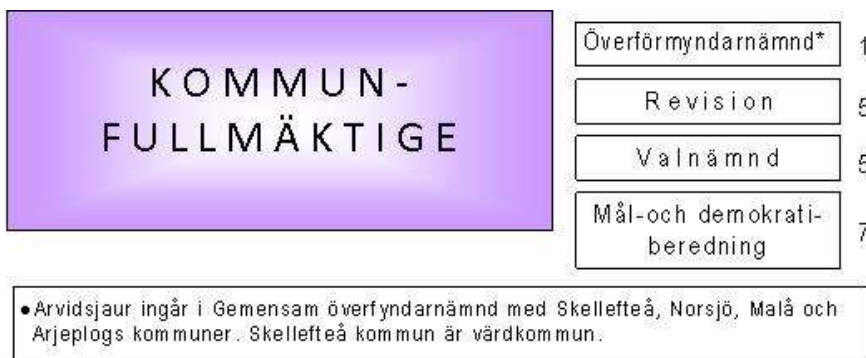 KOMMUN-
FULLMÄKTIGE
Överförmyndarnämnd* 1
Revision 5
Valnämnd 5
Mål-och demokrati-
beredning 7
•Arvidsjaur ingår i Gemensam överfyndarnämnd med Skellefteå, Norsjö, Malå och
Arjeplogs kommuner. Skellefteå kommun är värdkommun.